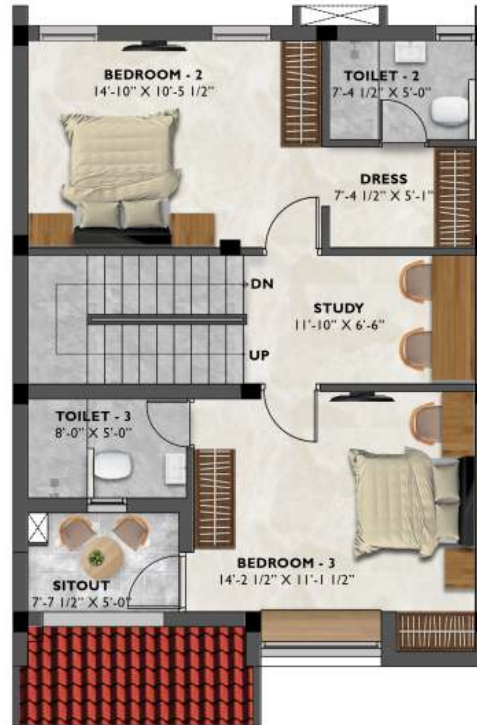 BEDROOM - 2
14'-10" X 10'-5 1/2"
TOILET - 2
7'-4 1/2" X 5'-0"
DRESS
7'-4 1/2" X 5'-1"
DN
STUDY
11'-10" X 6'-6"
UP
TOILET - 3
8'-0" X 5'-0"
BEDROOM - 3
14'-2 1/2" X 11'-1 1/2"
SITOUT
7'-7 1/2" X 5'-0"